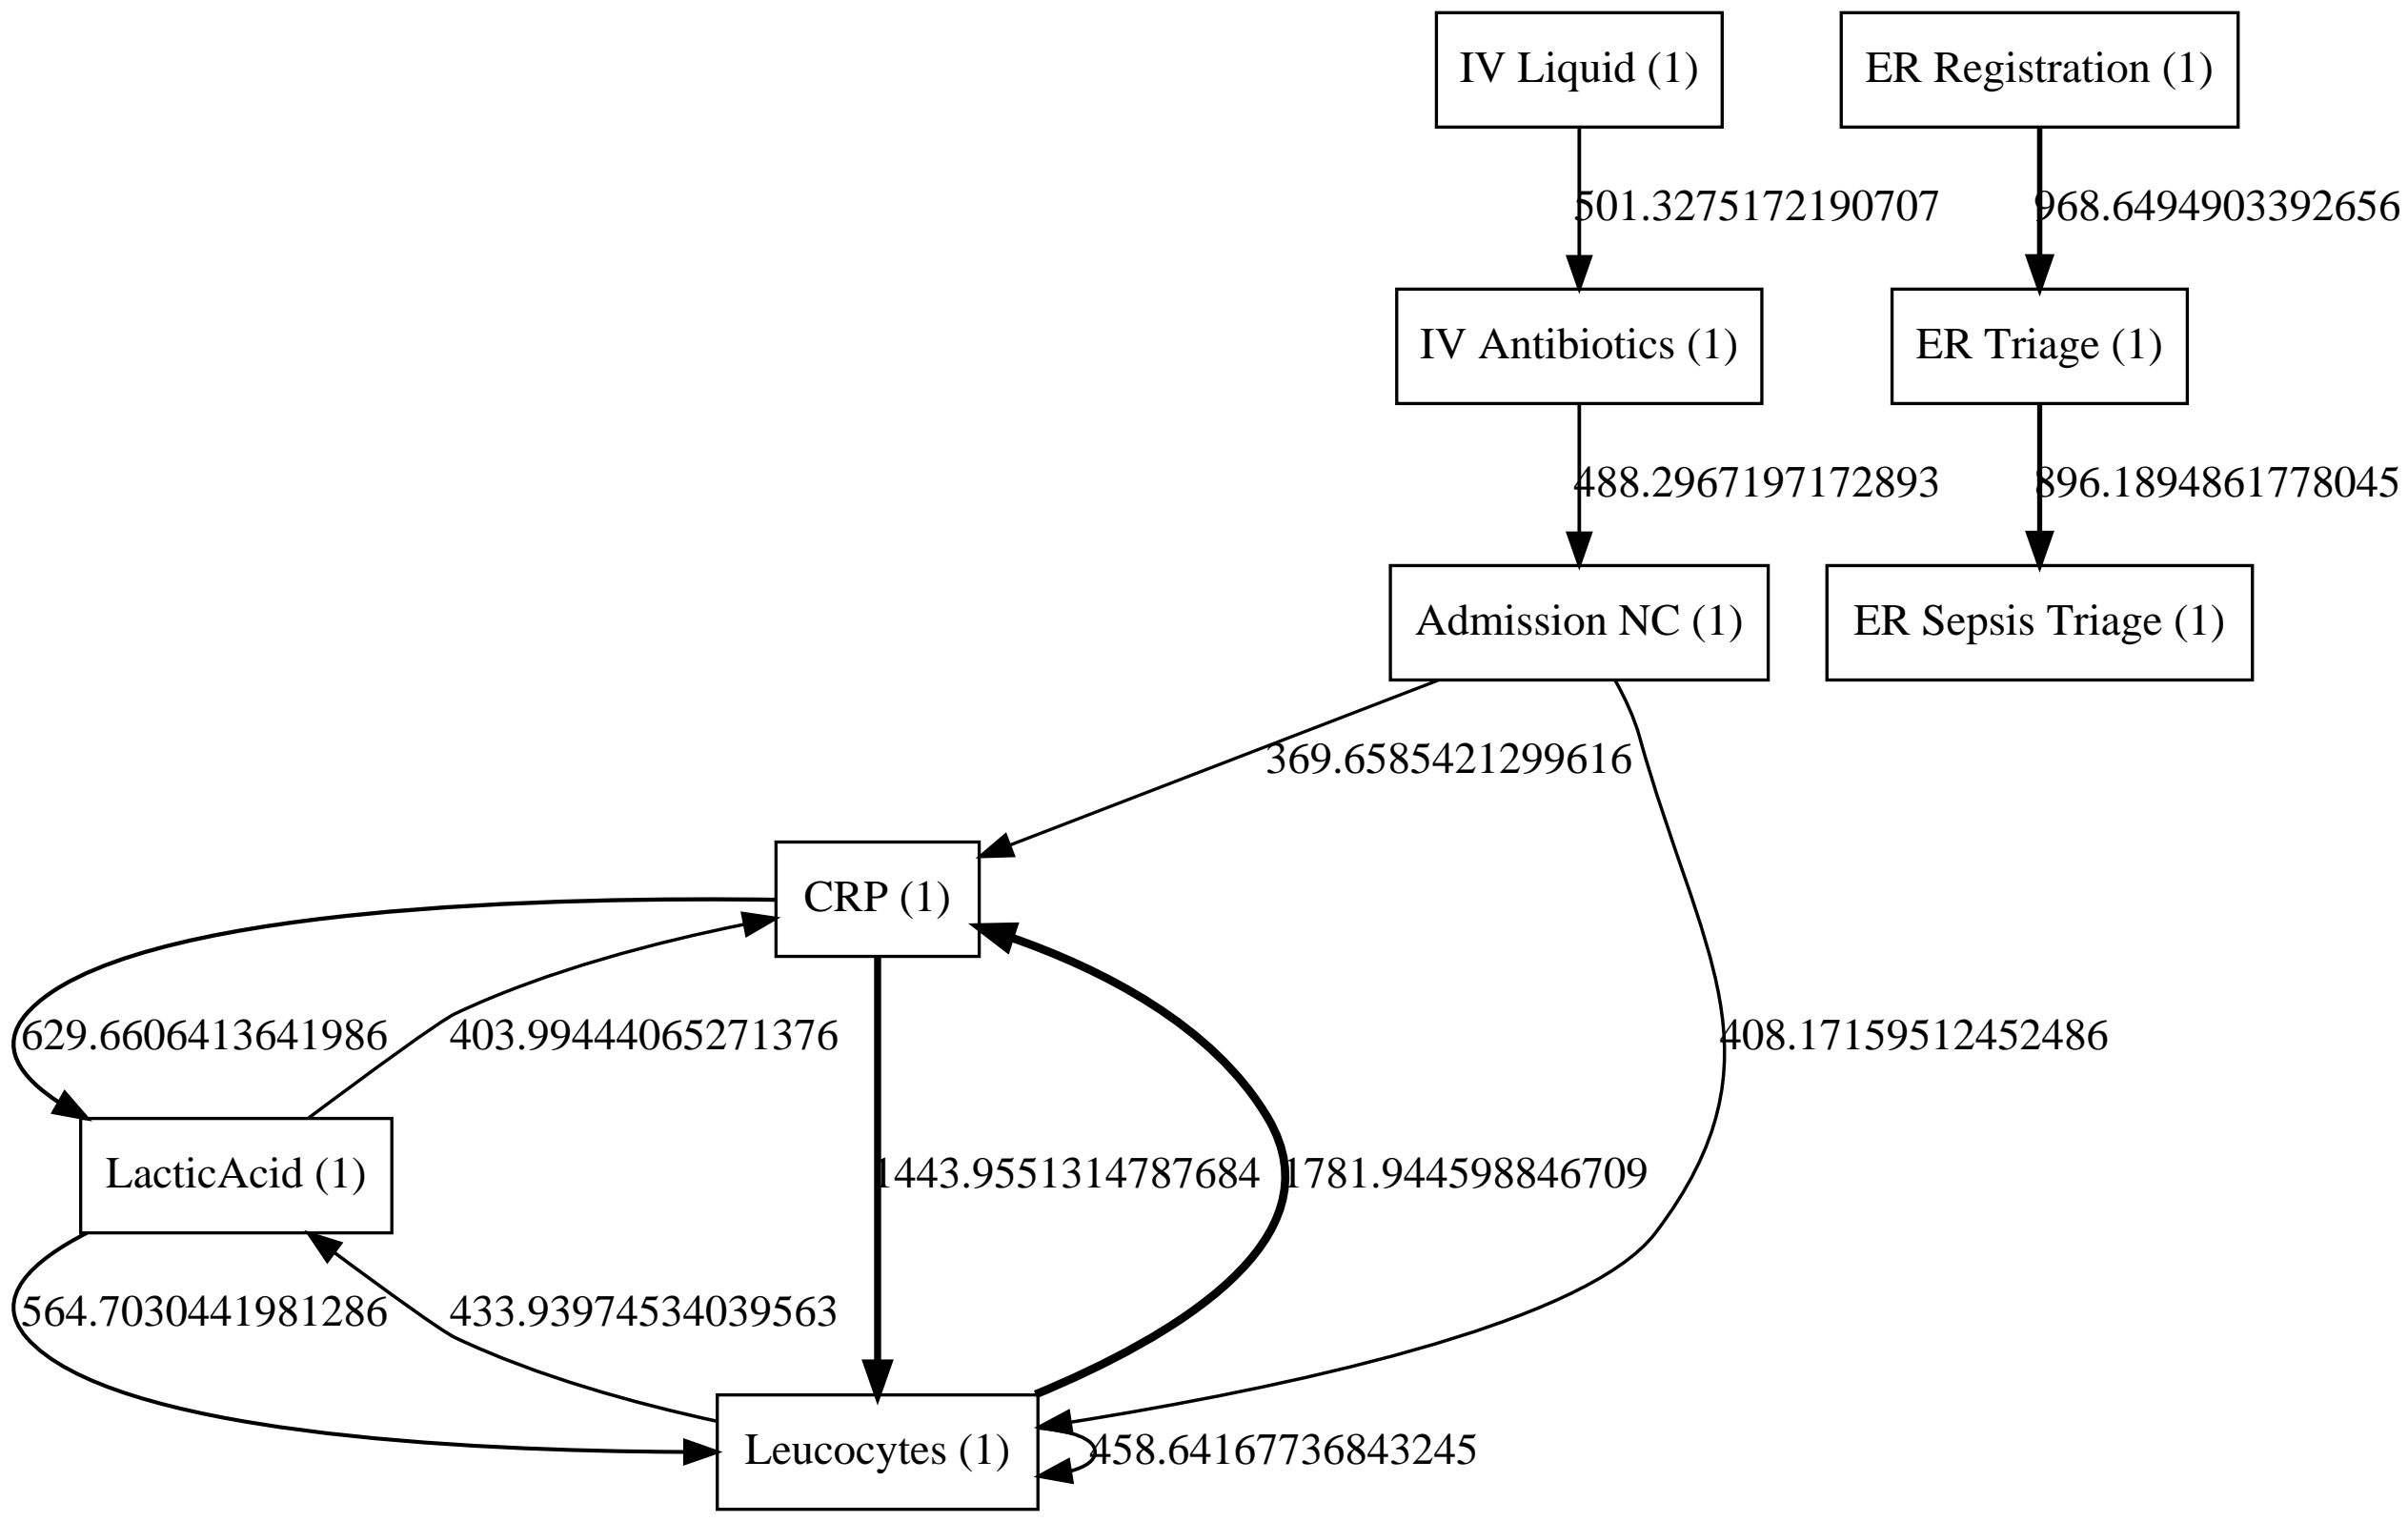 IV Liquid (1)
ER Registration (1)
501.3275172190707
968.6494903392656
IV Antibiotics (1)
ER Triage (1)
488.2967197172893
896.1894861778045
Admission NC (1)
ER Sepsis Triage (1)
369.6585421299616
CRP (1)
629.6606413641986
403.99444065271376
408.17159512452486
LacticAcid (1)
1443.9551314787684
1781.944598846709
564.7030441981286
433.93974534039563
Leucocytes (1)
458.64167736843245